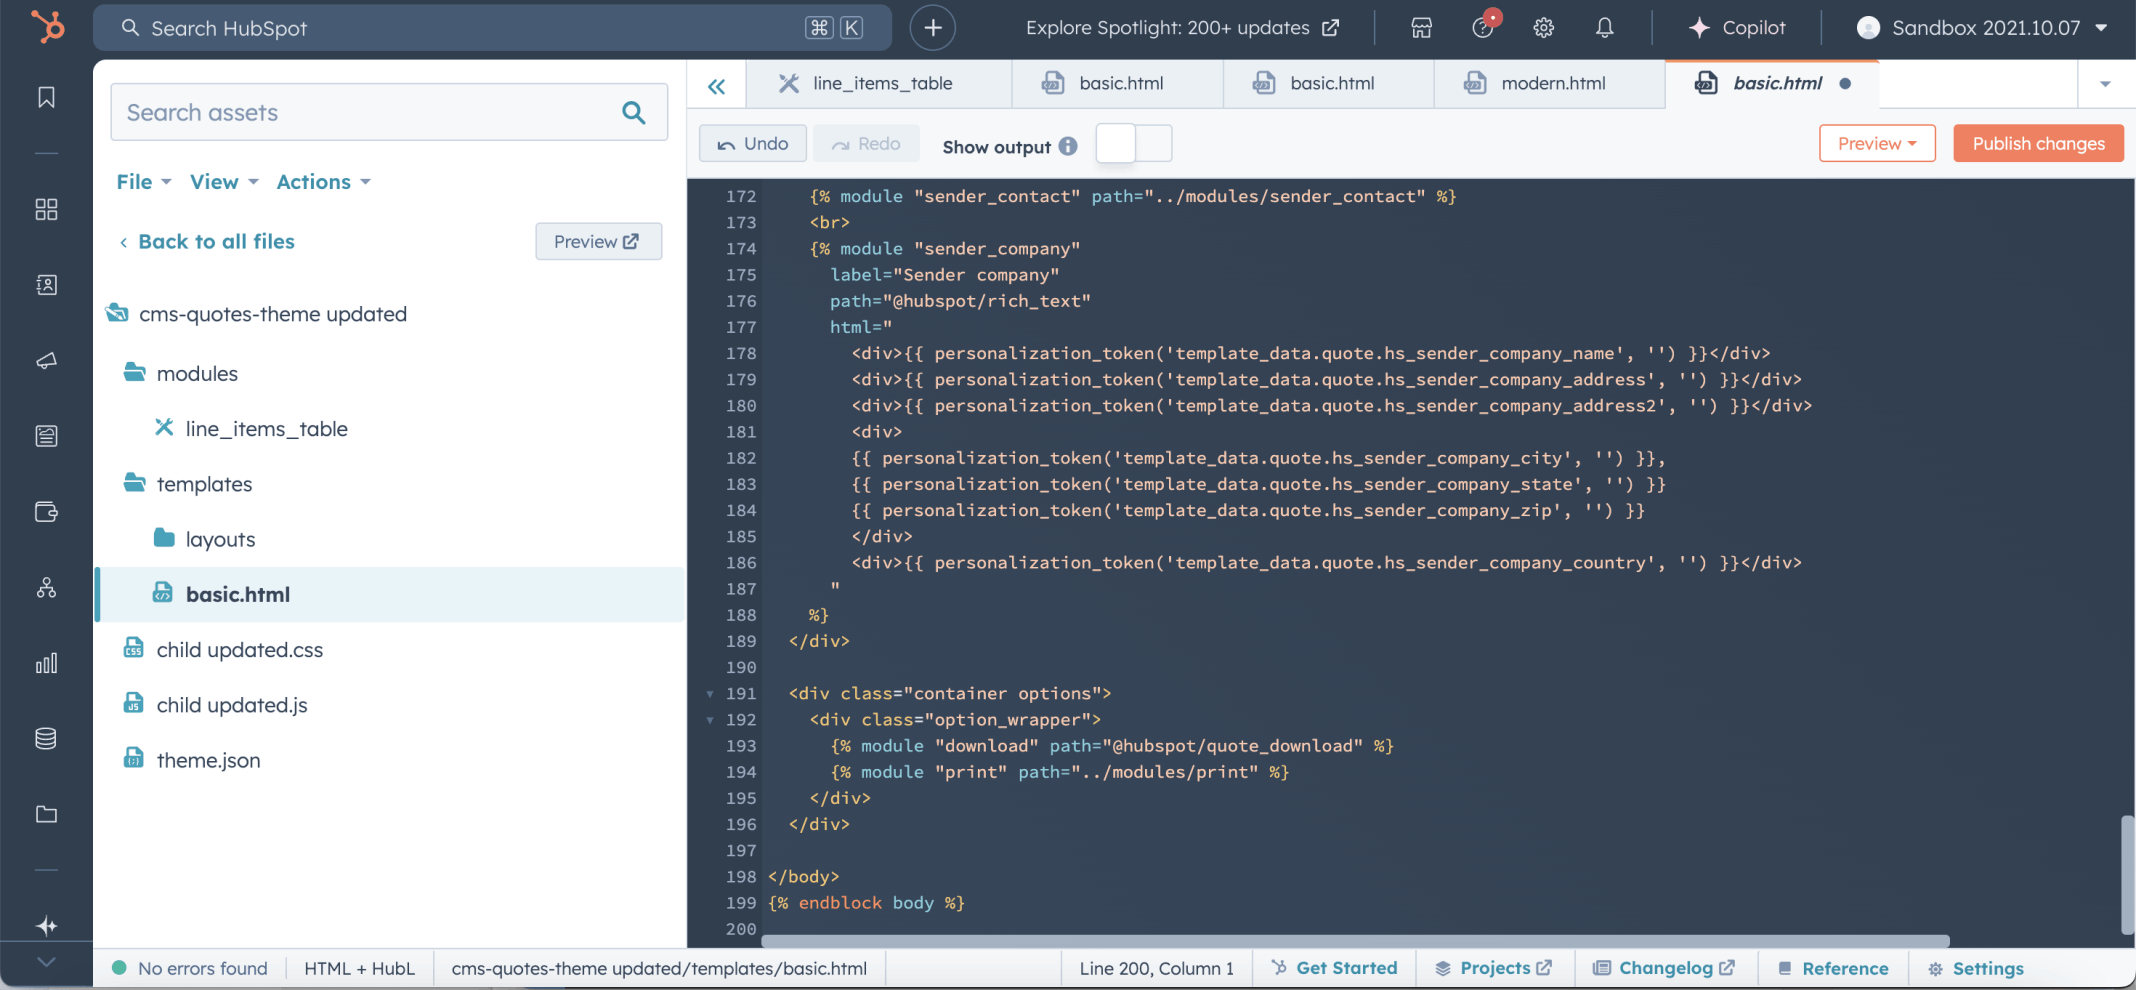 Search HubSpot
⌘ K
Explore Spotlight: 200+ updates
Copilot
Sandbox 2021.10.07
Search assets
File
View
Actions
Back to all files
Preview
cms-quotes-theme updated
modules
line_items_table
templates
layouts
basic.html
child updated.css
child updated.js
theme.json
line_items_table
basic.html
basic.html
modern.html
basic.html
Undo
Redo
Show output
Preview
Publish changes
172 {% module "sender_contact" path="../modules/sender_contact" %}
173 <br>
174 {% module "sender_company"
175 label="Sender company"
176 path="@hubspot/rich_text"
177 html="
178 <div>{{ personalization_token('template_data.quote.hs_sender_company_name', '') }}</div>
179 <div>{{ personalization_token('template_data.quote.hs_sender_company_address', '') }}</div>
180 <div>{{ personalization_token('template_data.quote.hs_sender_company_address2', '') }}</div>
181 <div>
182 {{ personalization_token('template_data.quote.hs_sender_company_city', '') }},
183 {{ personalization_token('template_data.quote.hs_sender_company_state', '') }}
184 {{ personalization_token('template_data.quote.hs_sender_company_zip', '') }}
185 </div>
186 <div>{{ personalization_token('template_data.quote.hs_sender_company_country', '') }}</div>
187 "
188 %}
189 </div>
190
191 <div class="container options">
192 <div class="option_wrapper">
193 {% module "download" path="@hubspot/quote_download" %}
194 {% module "print" path="../modules/print" %}
195 </div>
196 </div>
197
198 </body>
199 {% endblock body %}
200
No errors found
HTML + HubL
cms-quotes-theme updated/templates/basic.html
Line 200, Column 1
Get Started
Projects
Changelog
Reference
Settings